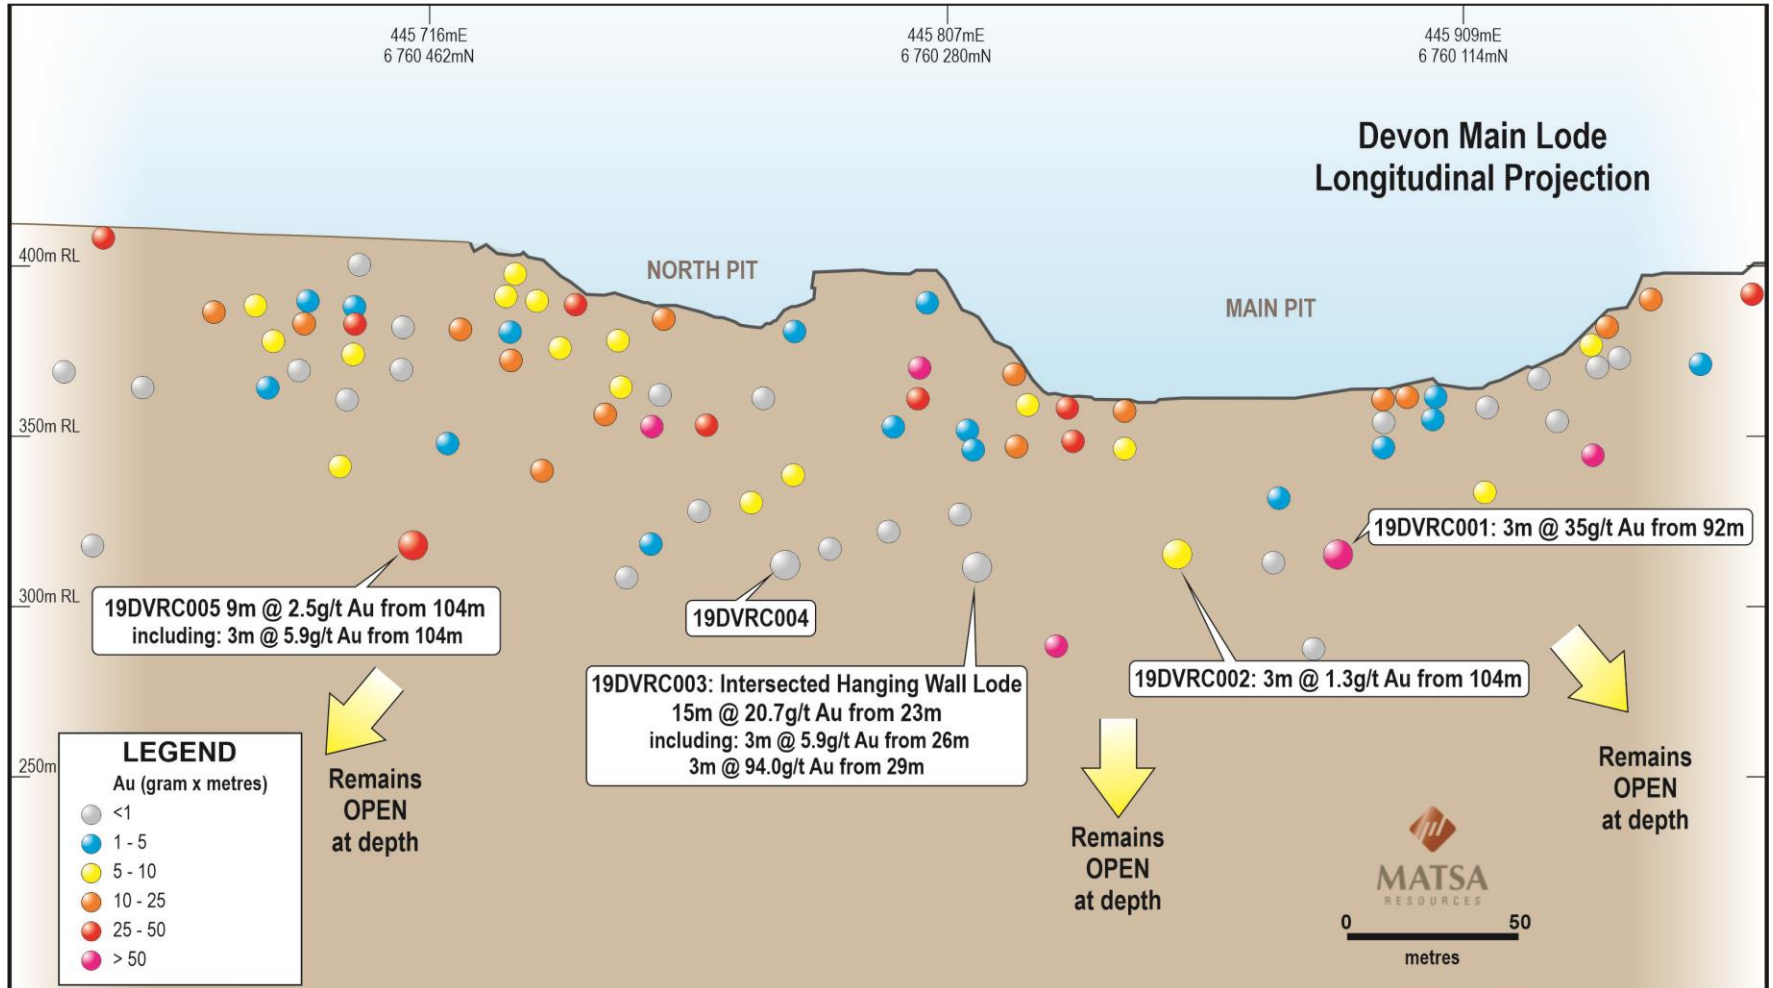 445 716mE
6 760 462mN
445 807mE
6 760 280mN
445 909mE
6 760 114mN
Devon Main Lode
Longitudinal Projection
400m RL
NORTH PIT
MAIN PIT
350m RL
19DVRC001: 3m @ 35g/t Au from 92m
300m RL
19DVRC005 9m @ 2.5g/t Au from 104m
including: 3m @ 5.9g/t Au from 104m
19DVRC004
19DVRC003: Intersected Hanging Wall Lode
15m @ 20.7g/t Au from 23m
including: 3m @ 5.9g/t Au from 26m
3m @ 94.0g/t Au from 29m
19DVRC002: 3m @ 1.3g/t Au from 104m
250m
LEGEND
Au (gram x metres)
<1
1 - 5
5 - 10
10 - 25
25 - 50
> 50
Remains
OPEN
at depth
Remains
OPEN
at depth
Remains
OPEN
at depth
MATSA
RESOURCES
0 50
metres